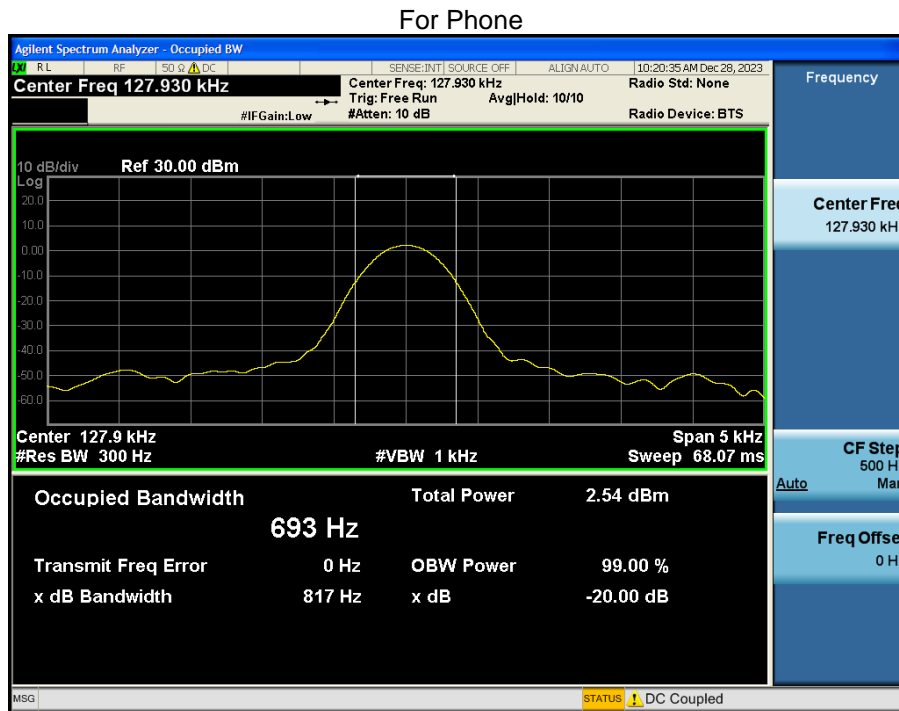 For Phone
Agilent Spectrum Analyzer - Occupied BW
LXI RL RF 50 Ω DC SENSE:INT SOURCE OFF ALIGN AUTO 10:20:35 AM Dec 28, 2023
Center Freq 127.930 kHz Center Freq: 127.930 kHz Radio Std: None Frequency
Trig: Free Run Avg|Hold: 10/10
#IFGain:Low #Atten: 10 dB Radio Device: BTS
10 dB/div Ref 30.00 dBm
Log
20.0
10.0
0.00
-10.0
-20.0
-30.0
-40.0
-50.0
-60.0
Center Fre
127.930 kH
Center 127.9 kHz Span 5 kHz
#Res BW 300 Hz #VBW 1 kHz Sweep 68.07 ms
CF Step
500 H
Auto Man
Occupied Bandwidth Total Power 2.54 dBm
693 Hz
Transmit Freq Error 0 Hz OBW Power 99.00 %
x dB Bandwidth 817 Hz x dB -20.00 dB
Freq Offse
0 H
MSG STATUS DC Coupled